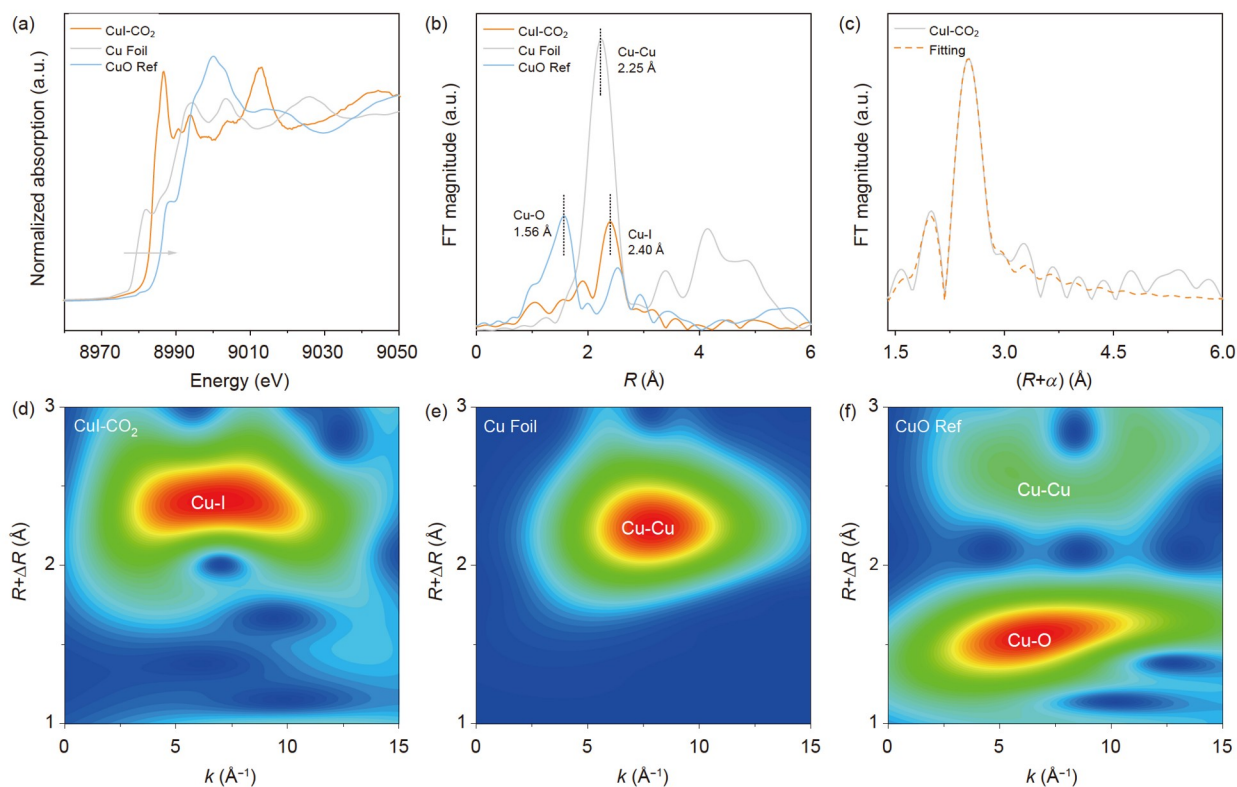 (a)
CuI-CO₂
Cu Foil
CuO Ref
Normalized absorption (a.u.)
8970 8990 9010 9030 9050
Energy (eV)
(b)
CuI-CO₂
Cu Foil
CuO Ref
Cu-Cu
2.25 Å
Cu-O
1.56 Å
Cu-I
2.40 Å
FT magnitude (a.u.)
0 2 4 6
R (Å)
(c)
CuI-CO₂
Fitting
FT magnitude (a.u.)
1.5 3.0 4.5 6.0
(R+α) (Å)
(d)
CuI-CO₂
Cu-I
R+ΔR (Å)
3
2
1
0 5 10 15
k (Å⁻¹)
(e)
Cu Foil
Cu-Cu
R+ΔR (Å)
3
2
1
0 5 10 15
k (Å⁻¹)
(f)
CuO Ref
Cu-Cu
Cu-O
R+ΔR (Å)
3
2
1
0 5 10 15
k (Å⁻¹)